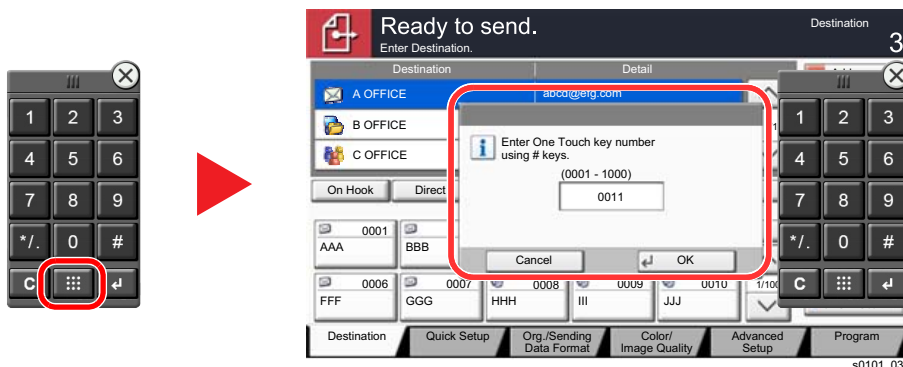 1 2 3
4 5 6
7 8 9
*/. 0 #
C
Ready to send.
Enter Destination.
Destination
3
Destination Detail
A OFFICE abcd@efg.com
B OFFICE
C OFFICE
On Hook Direct
Enter One Touch key number
using # keys.
(0001 - 1000)
0011
Cancel OK
0001
AAA BBB
0006 0007 0008 0009 0010 1/100
FFF GGG HHH III JJJ
1 2 3
4 5 6
7 8 9
*/. 0 #
C
Destination Quick Setup Org./Sending Data Format Color/ Image Quality Advanced Setup Program
s0101_03